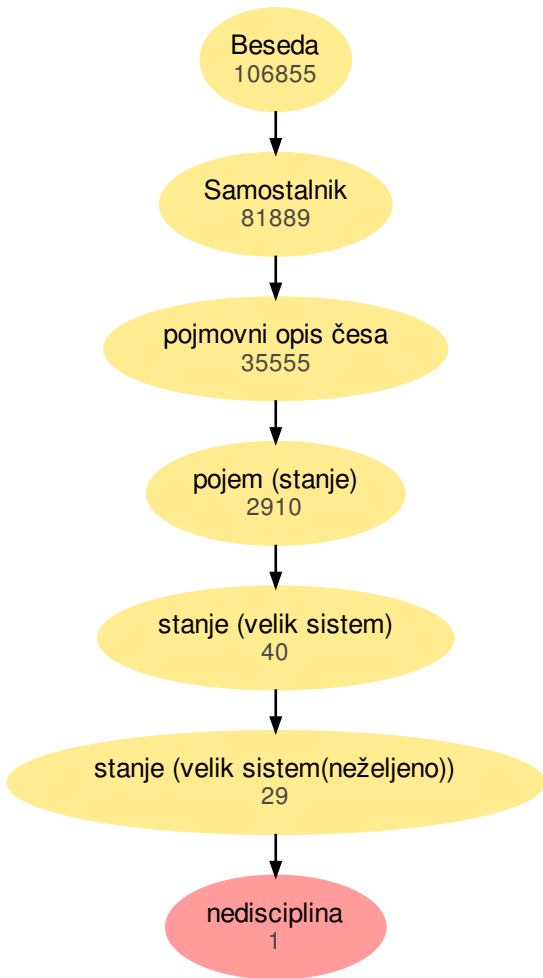 Beseda
106855
Samostalnik
81889
pojmovni opis česa
35555
pojem (stanje)
2910
stanje (velik sistem)
40
stanje (velik sistem(neželjeno))
29
nedisciplina
1